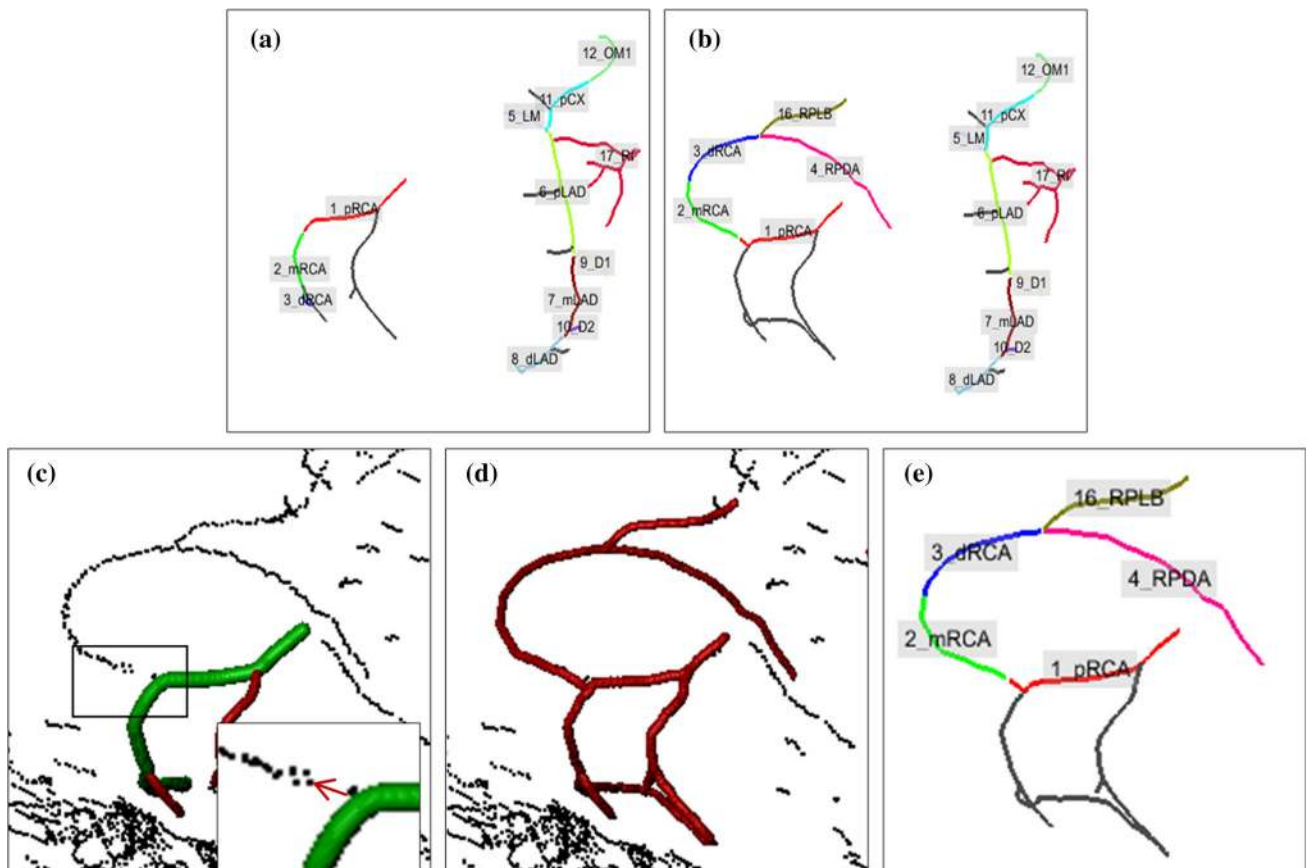 (a)
12_OM1
11_pCX
5_LM
17_RI
1_pRCA
6_pLAD
2_mRCA
9_D1
3_dRCA
7_mLAD
10_D2
8_dLAD
(b)
12_OM1
16_RPLB
11_pCX
5_LM
3_dRCA
17_RI
4_RPDA
2_mRCA
6_pLAD
1_pRCA
9_D1
7_mLAD
10_D2
8_dLAD
(c)
(d)
(e)
16_RPLB
3_dRCA
4_RPDA
2_mRCA
1_pRCA